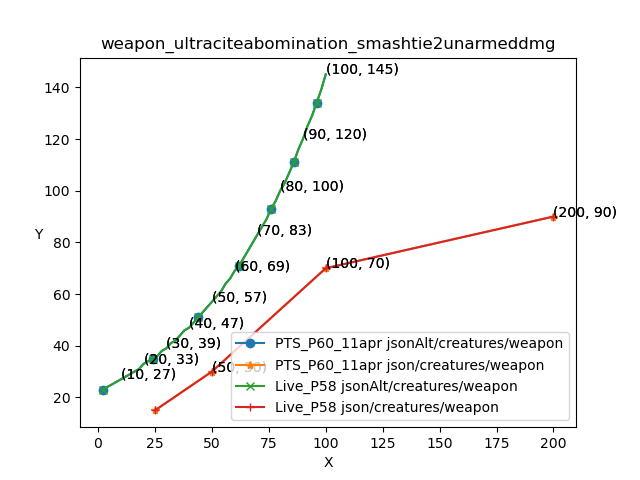 weapon_ultraciteabomination_smashtie2unarmeddmg
(100, 145)
140
(90, 120)
120
(80, 100)
100
(200, 90)
(70, 83)
80
Y
(60, 69)
(100, 70)
60
(50, 57)
(40, 47)
40
(30, 39)
(20, 33)
(10, 27)
20
PTS_P60_11apr jsonAlt/creatures/weapon
PTS_P60_11apr json/creatures/weapon
Live_P58 jsonAlt/creatures/weapon
Live_P58 json/creatures/weapon
0 25 50 75 100 125 150 175 200
X